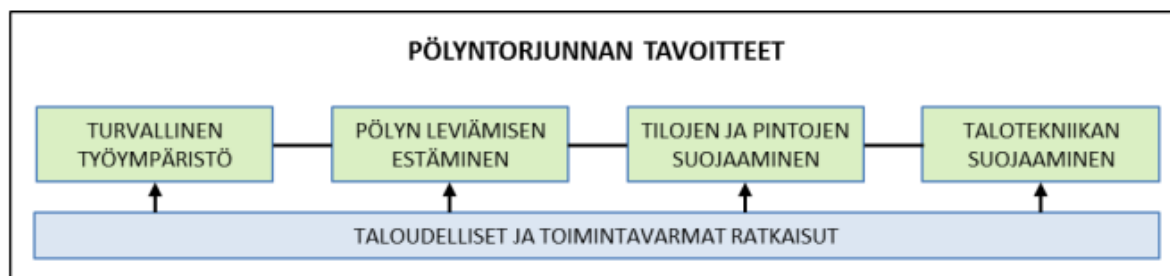 PÖLYNTORJUNNAN TAVOITTEET
TURVALLINEN
TYÖYMPÄRISTÖ
PÖLYN LEVIÄMISEN
ESTÄMINEN
TILOJEN JA PINTOJEN
SUOJAAMINEN
TALOTEKNIIKAN
SUOJAAMINEN
TALOUDELLISET JA TOIMINTAVARMAT RATKAISUT